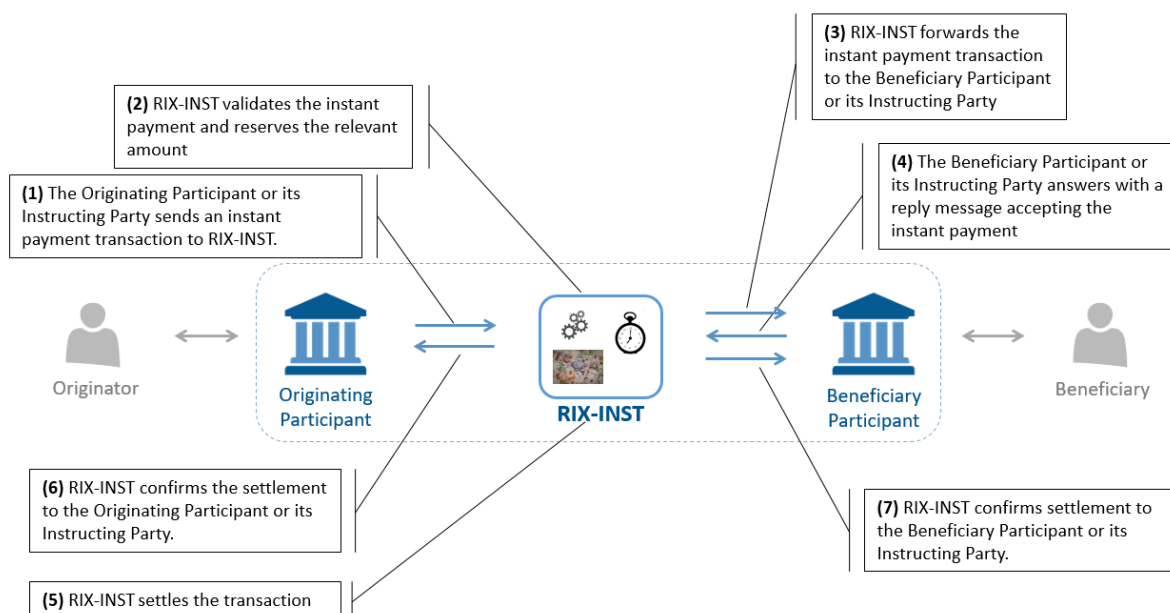 (3) RIX-INST forwards the
instant payment transaction
to the Beneficiary Participant
or its Instructing Party
(2) RIX-INST validates the instant
payment and reserves the relevant
amount
(4) The Beneficiary Participant or
its Instructing Party answers with a
reply message accepting the
instant payment
(1) The Originating Participant or its
Instructing Party sends an instant
payment transaction to RIX-INST.
Originator
Originating
Participant
RIX-INST
Beneficiary
Participant
Beneficiary
(6) RIX-INST confirms the settlement
to the Originating Participant or its
Instructing Party.
(7) RIX-INST confirms settlement to
the Beneficiary Participant or its
Instructing Party.
(5) RIX-INST settles the transaction